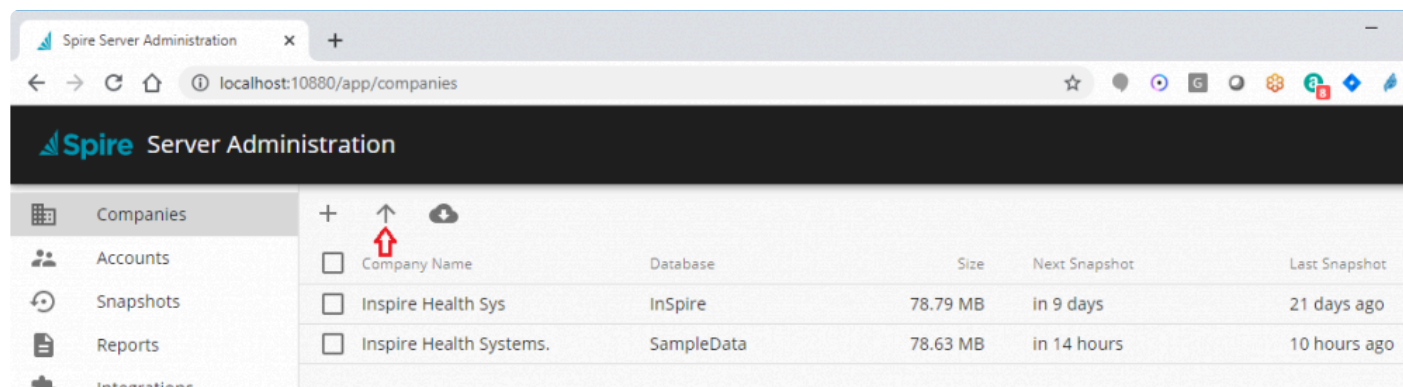 Spire Server Administration
localhost:10880/app/companies
G
a
B
Spire Server Administration
Companies
Accounts
Company Name Database Size Next Snapshot Last Snapshot
Snapshots
Inspire Health Sys InSpire 78.79 MB in 9 days 21 days ago
Reports
Inspire Health Systems. SampleData 78.63 MB in 14 hours 10 hours ago
Integrations